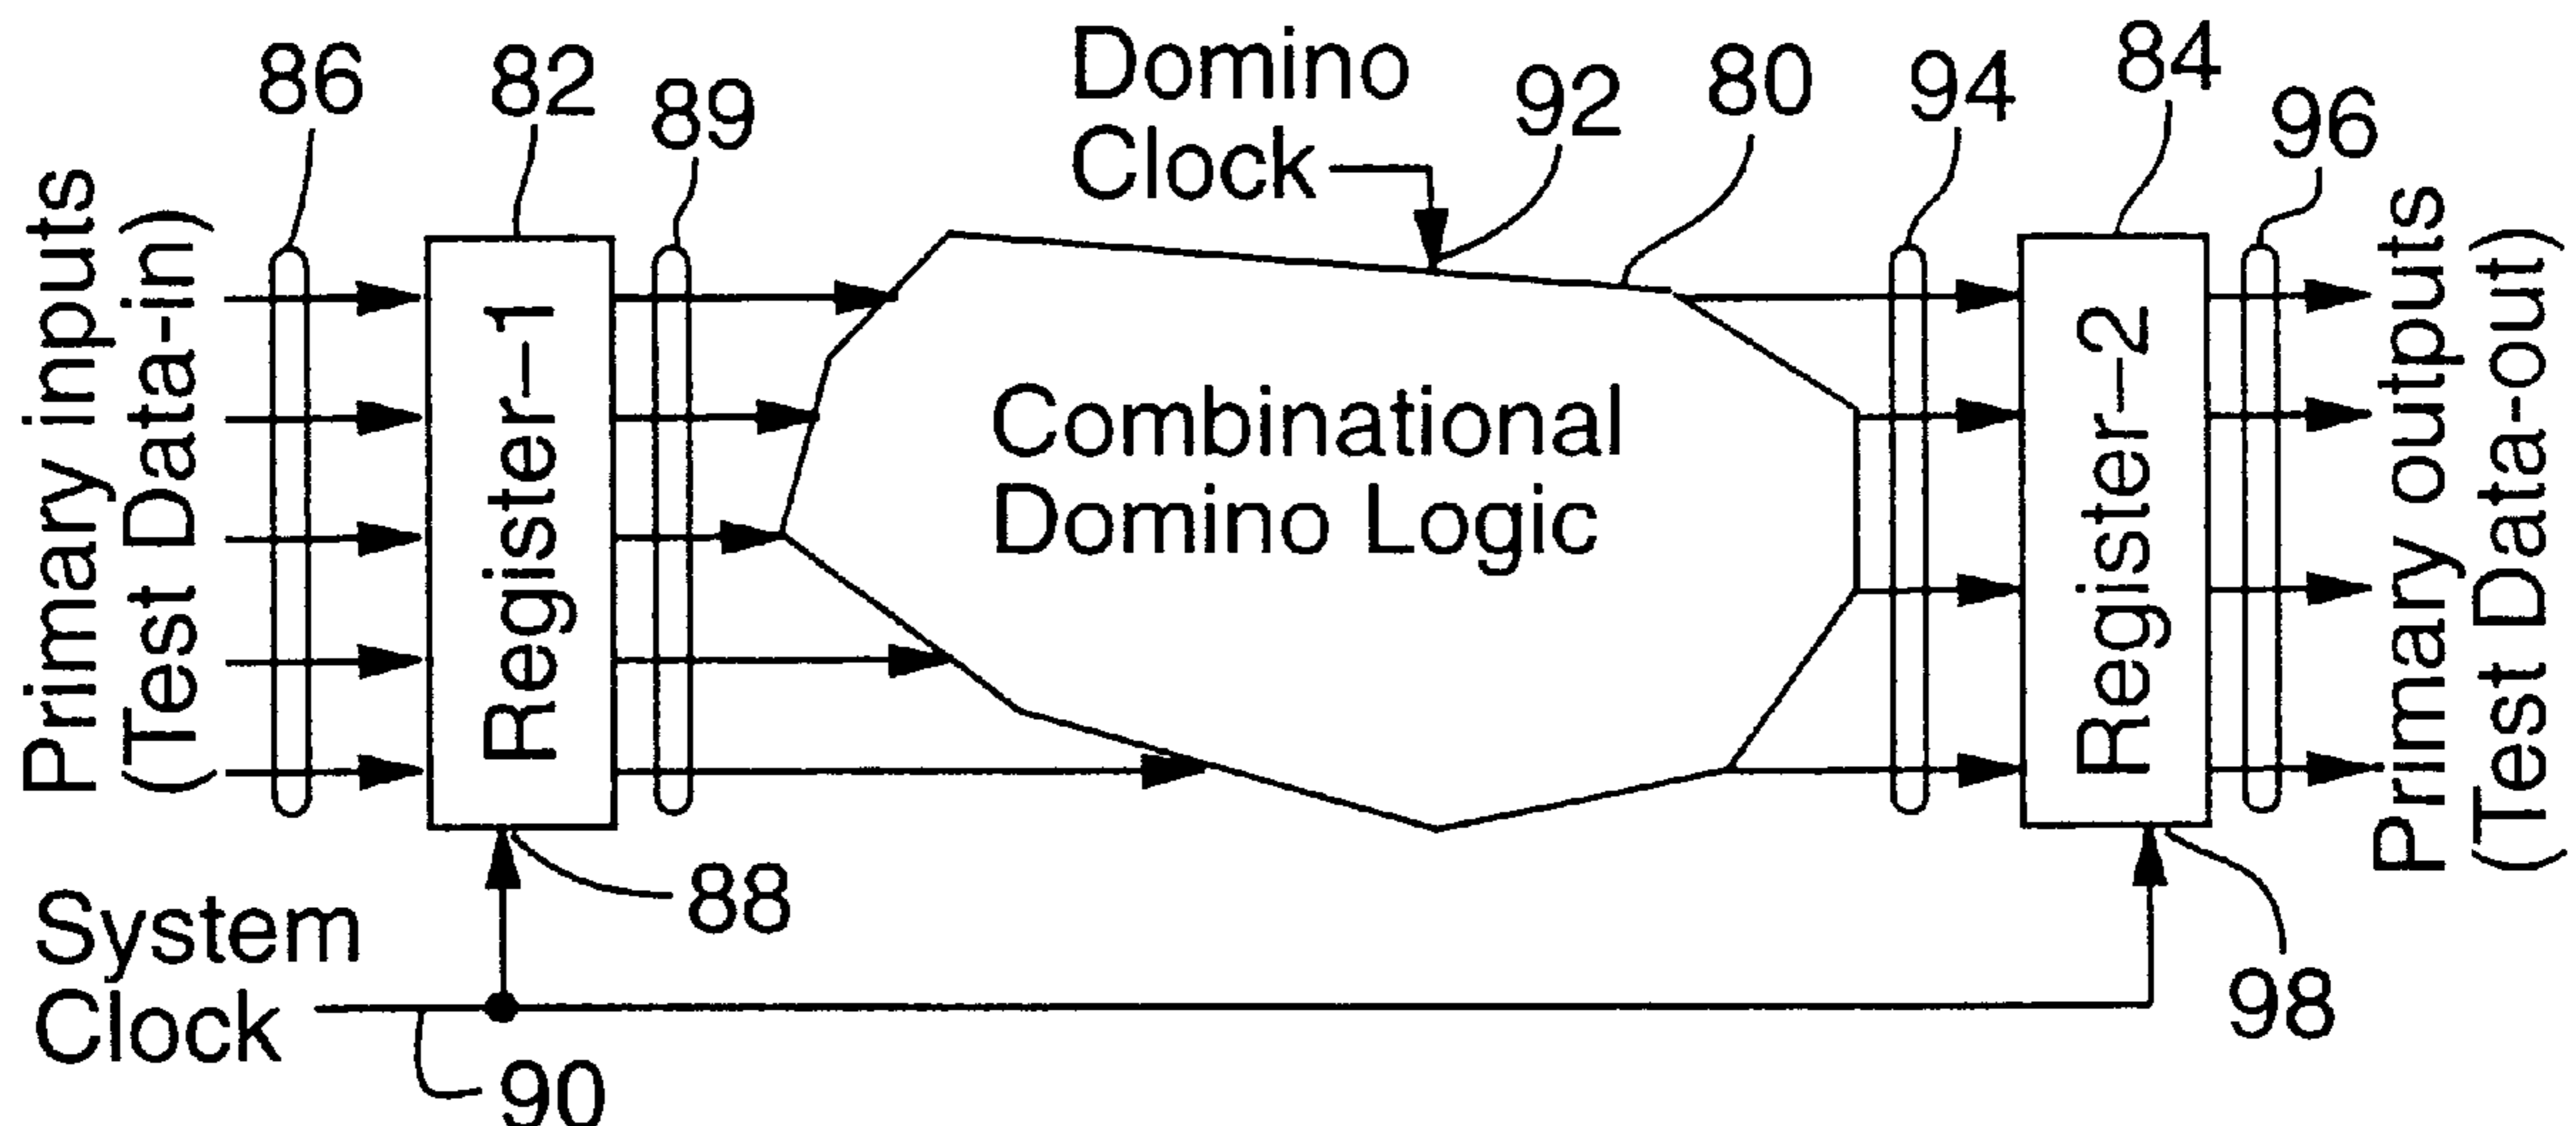 86
82
89
Domino
Clock
92
80
94
84
96
Primary inputs
(Test Data-in)
Register-1
Combinational
Domino Logic
Register-2
Primary outputs
(Test Data-out)
88
System
Clock
90
98